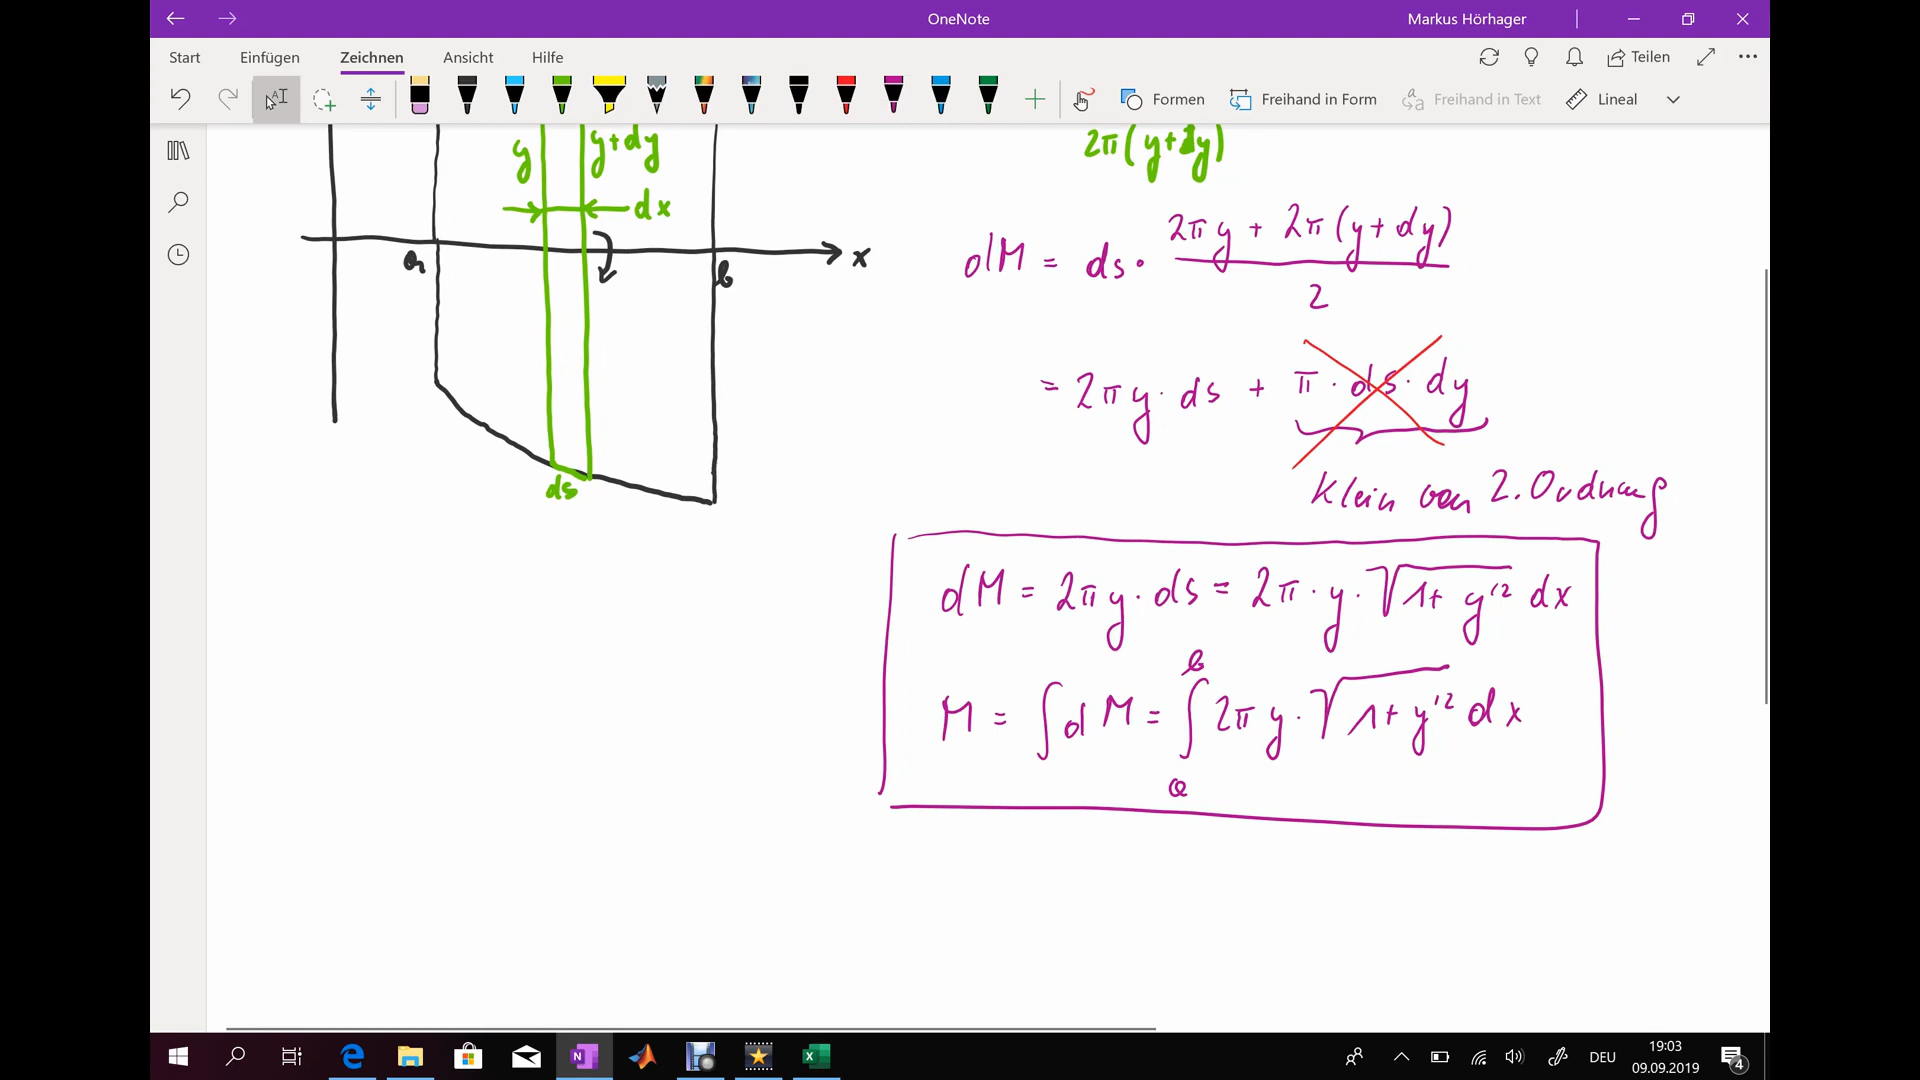 OneNote
Markus Hörhager
Start Einfügen Zeichnen Ansicht Hilfe
Teilen
Formen Freihand in Form Freihand in Text Lineal
y y+dy
2π(y+dy)
dx
dM = ds · (2πy + 2π(y+dy))/2
a b x
= 2πy · ds + π · ds · dy
ds
Klein von 2. Ordnung
dM = 2πy · ds = 2π · y · √(1+y'²) dx
M = ∫dM = ∫ₐᵇ 2πy · √(1+y'²) dx
DEU
19:03
09.09.2019
4